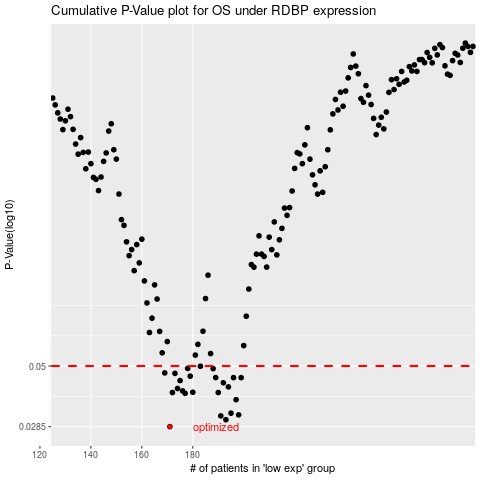 Cumulative P-Value plot for OS under RDBP expression
P-Value(log10)
0.05
0.0285
optimized
120 140 160 180
# of patients in 'low exp' group